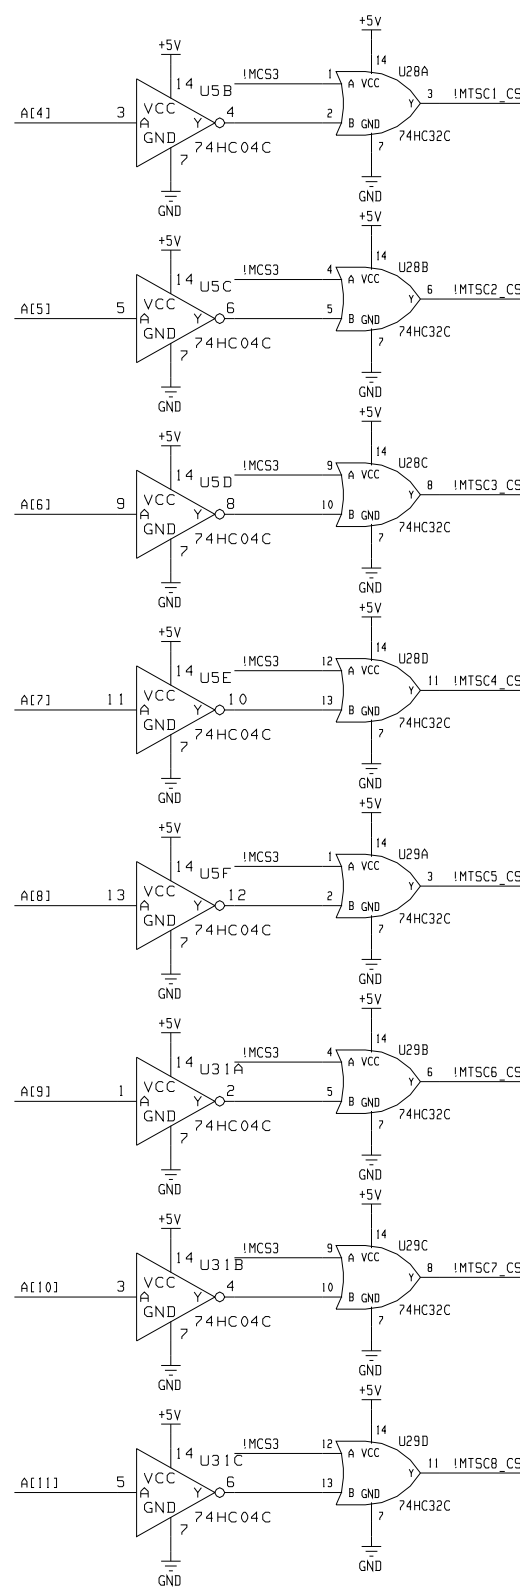 +5V
+5V
14
U5B
!MCS3
1
A
VCC
14
U28A
VCC
Y
3
!MTSC1_CS
A[4]
3
A
Y
4
2
B
GND
GND
74HC04C
74HC32C
7
7
GND
GND
+5V
+5V
14
U5C
!MCS3
4
A
VCC
14
U28B
VCC
Y
6
!MTSC2_CS
A[5]
5
A
Y
6
5
B
GND
GND
74HC04C
74HC32C
7
7
GND
GND
+5V
+5V
14
U5D
!MCS3
9
A
VCC
14
U28C
VCC
Y
8
!MTSC3_CS
A[6]
9
A
Y
8
10
B
GND
GND
74HC04C
74HC32C
7
7
GND
GND
+5V
+5V
14
U5E
!MCS3
12
A
VCC
14
U28D
VCC
Y
11
!MTSC4_CS
A[7]
11
A
Y
10
13
B
GND
GND
74HC04C
74HC32C
7
7
GND
GND
+5V
+5V
14
U5F
!MCS3
1
A
VCC
14
U29A
VCC
Y
3
!MTSC5_CS
A[8]
13
A
Y
12
2
B
GND
GND
74HC04C
74HC32C
7
7
GND
GND
+5V
+5V
14
U31A
!MCS3
4
A
VCC
14
U29B
VCC
Y
6
!MTSC6_CS
A[9]
1
A
Y
2
5
B
GND
GND
74HC04C
74HC32C
7
7
GND
GND
+5V
+5V
14
U31B
!MCS3
9
A
VCC
14
U29C
VCC
Y
8
!MTSC7_CS
A[10]
3
A
Y
4
10
B
GND
GND
74HC04C
74HC32C
7
7
GND
GND
+5V
+5V
14
U31C
!MCS3
12
A
VCC
14
U29D
VCC
Y
11
!MTSC8_CS
A[11]
5
A
Y
6
13
B
GND
GND
74HC04C
74HC32C
7
7
GND
GND